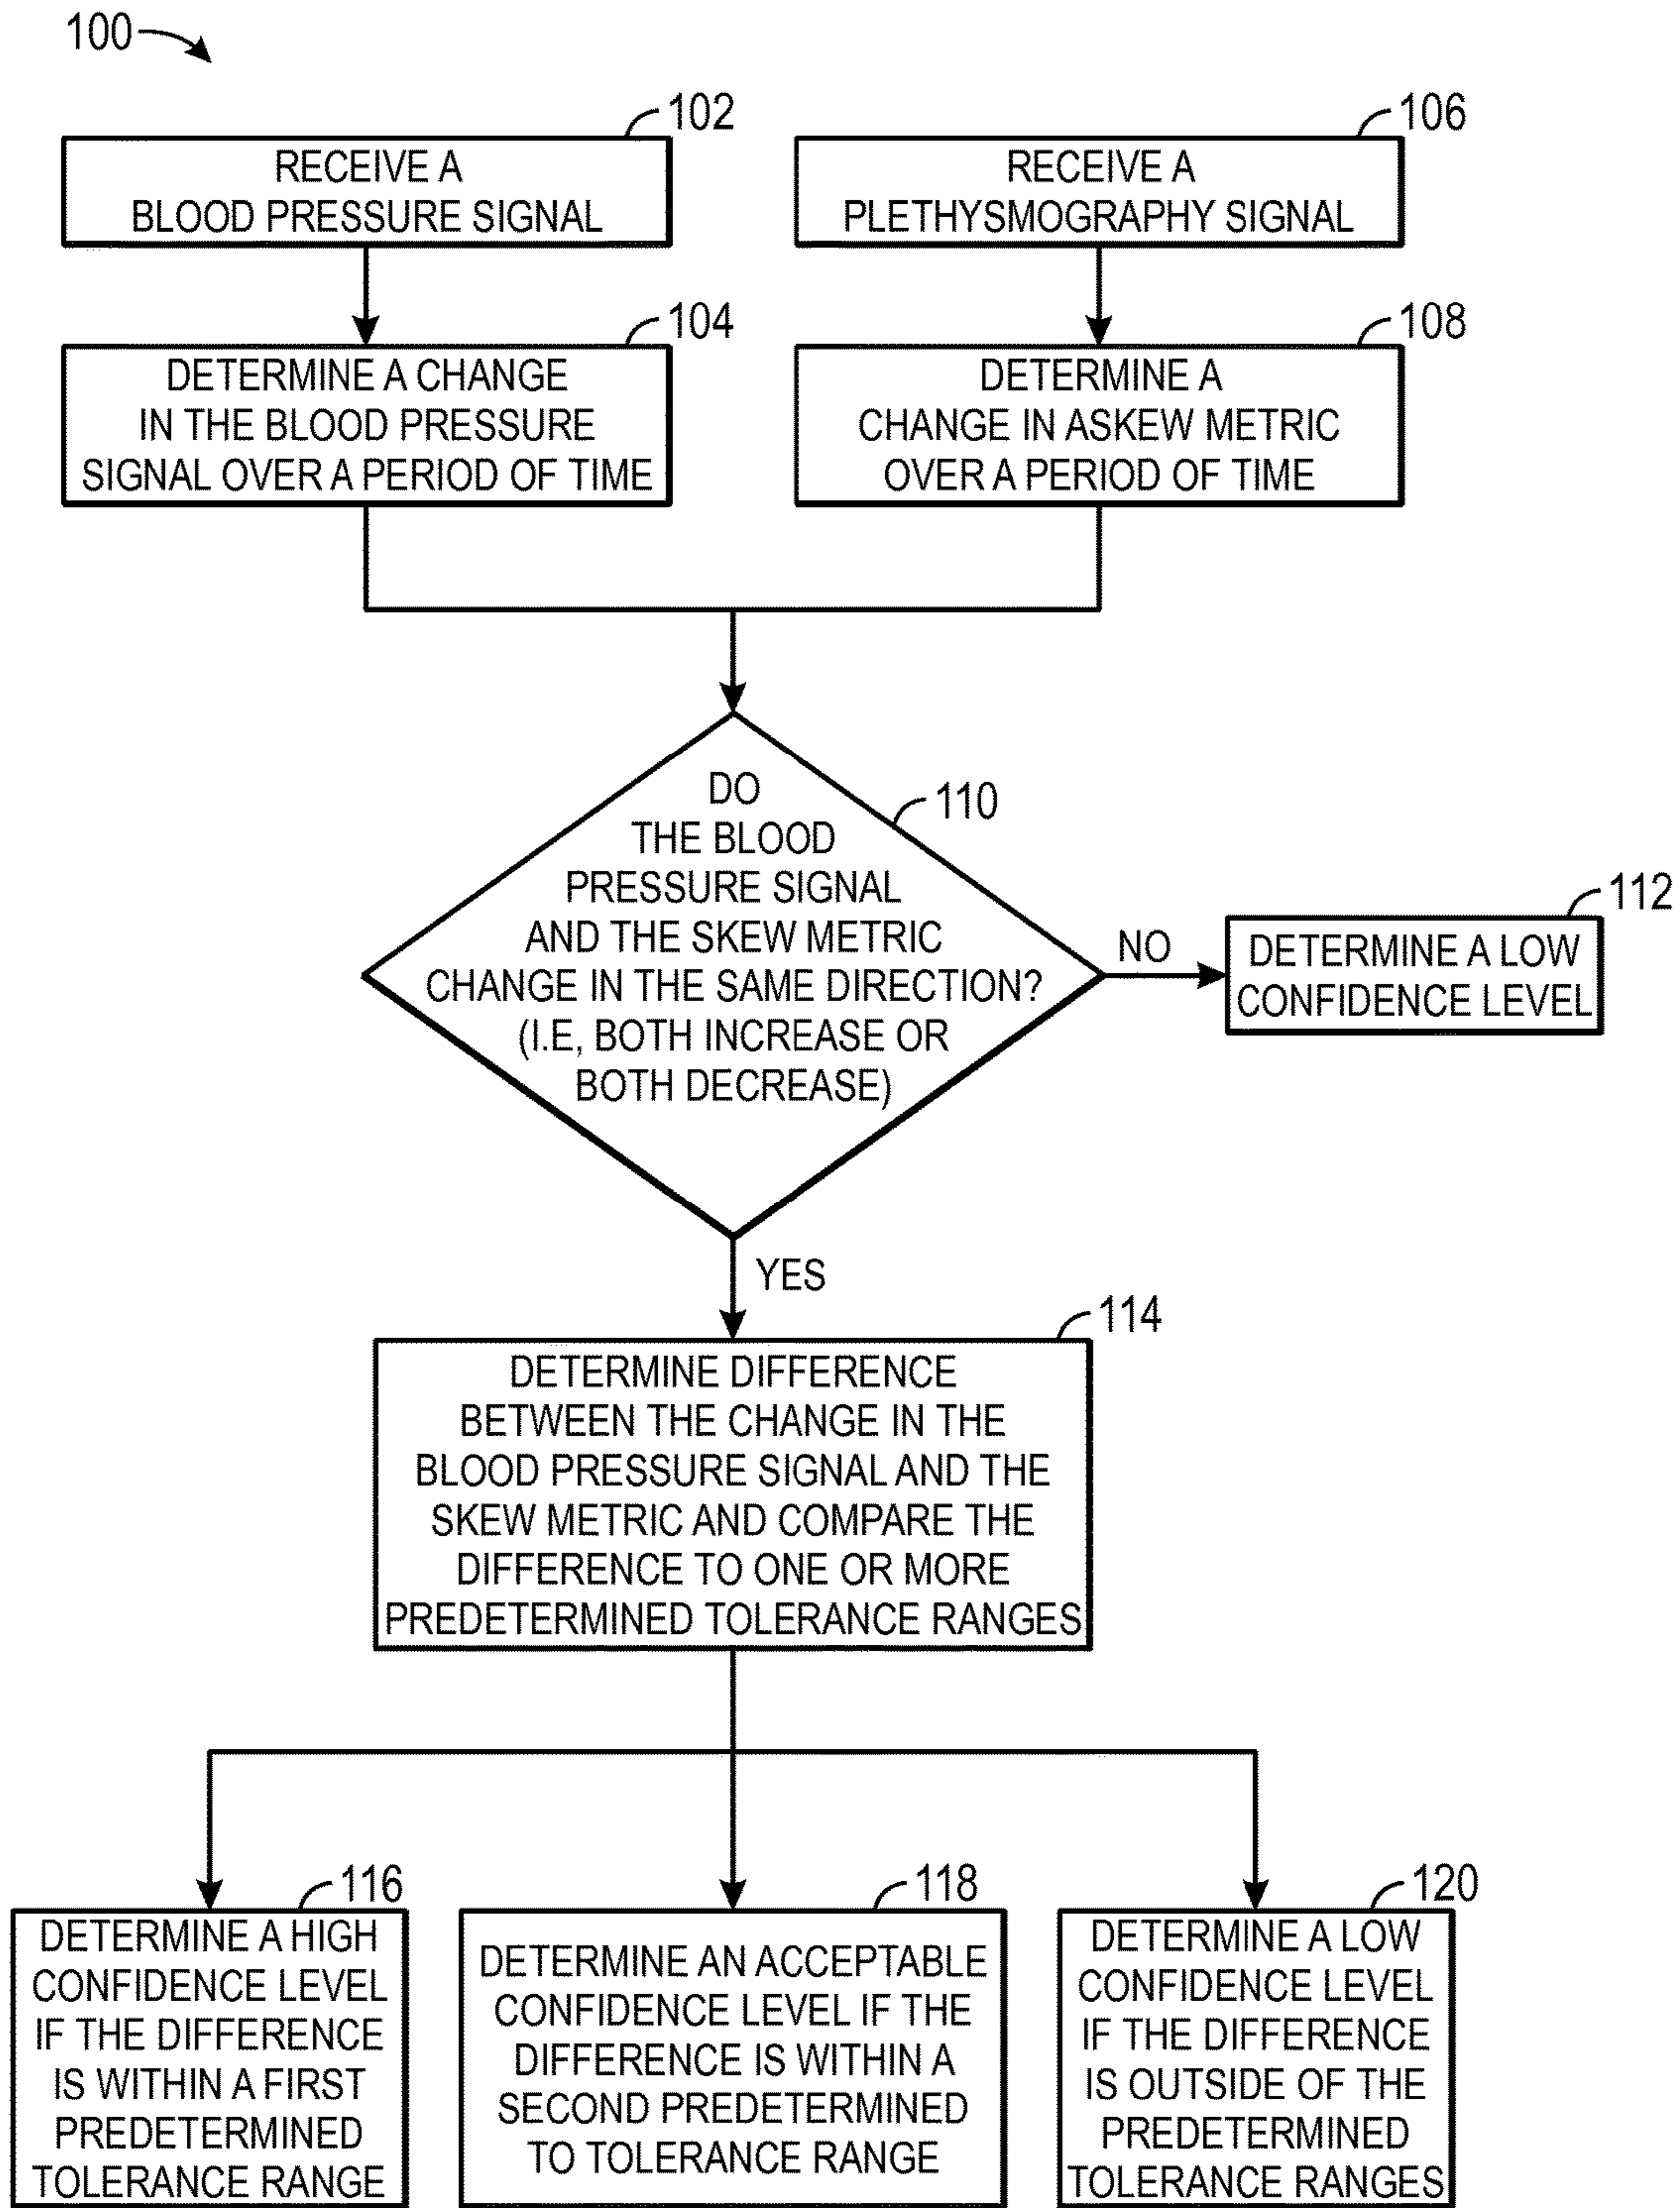 100
102
RECEIVE A
BLOOD PRESSURE SIGNAL
106
RECEIVE A
PLETHYSMOGRAPHY SIGNAL
104
DETERMINE A CHANGE
IN THE BLOOD PRESSURE
SIGNAL OVER A PERIOD OF TIME
108
DETERMINE A
CHANGE IN ASKEW METRIC
OVER A PERIOD OF TIME
110
DO
THE BLOOD
PRESSURE SIGNAL
AND THE SKEW METRIC
CHANGE IN THE SAME DIRECTION?
(I.E, BOTH INCREASE OR
BOTH DECREASE)
NO
112
DETERMINE A LOW
CONFIDENCE LEVEL
YES
114
DETERMINE DIFFERENCE
BETWEEN THE CHANGE IN THE
BLOOD PRESSURE SIGNAL AND THE
SKEW METRIC AND COMPARE THE
DIFFERENCE TO ONE OR MORE
PREDETERMINED TOLERANCE RANGES
116
DETERMINE A HIGH
CONFIDENCE LEVEL
IF THE DIFFERENCE
IS WITHIN A FIRST
PREDETERMINED
TOLERANCE RANGE
118
DETERMINE AN ACCEPTABLE
CONFIDENCE LEVEL IF THE
DIFFERENCE IS WITHIN A
SECOND PREDETERMINED
TO TOLERANCE RANGE
120
DETERMINE A LOW
CONFIDENCE LEVEL
IF THE DIFFERENCE
IS OUTSIDE OF THE
PREDETERMINED
TOLERANCE RANGES